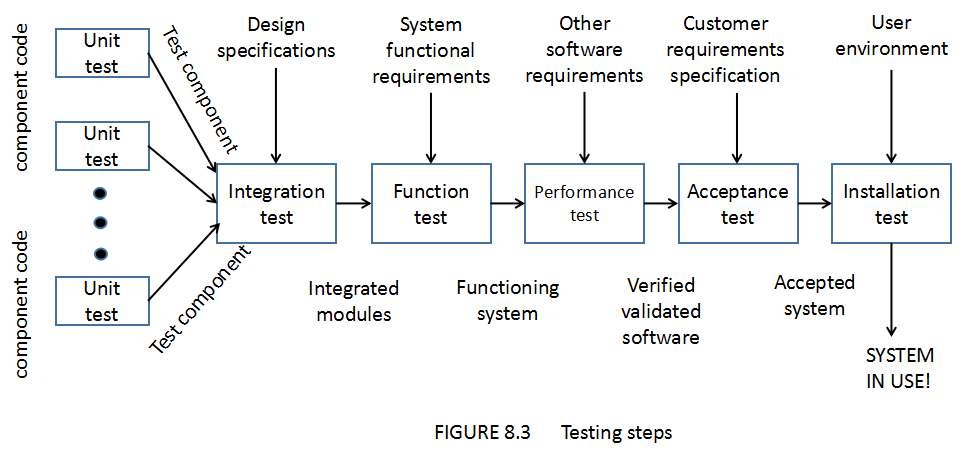 component code
component code
Unit
test
Unit
test
Unit
test
Test component
Test component
Design
specifications
System
functional
requirements
Other
software
requirements
Customer
requirements
specification
User
environment
Integration
test
Function
test
Performance
test
Acceptance
test
Installation
test
Integrated
modules
Functioning
system
Verified
validated
software
Accepted
system
SYSTEM
IN USE!
FIGURE 8.3 Testing steps